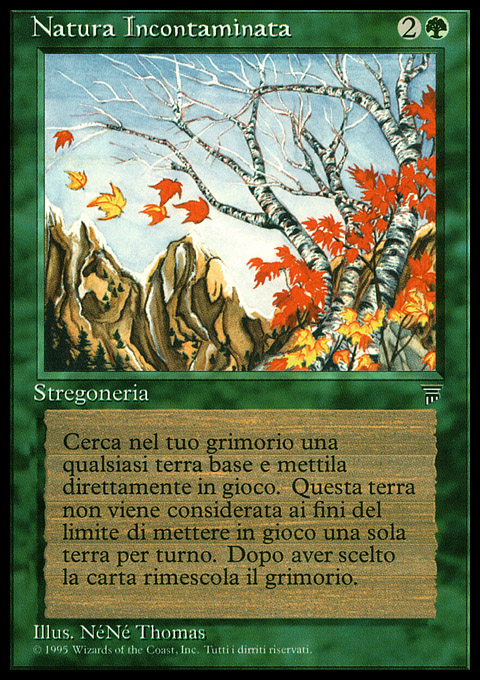 Natura Incontaminata 2
Stregoneria
Cerca nel tuo grimorio una
qualsiasi terra base e mettila
direttamente in gioco. Questa terra
non viene considerata ai fini del
limite di mettere in gioco una sola
terra per turno. Dopo aver scelto
la carta rimescola il grimorio.
Illus. NéNé Thomas
© 1995 Wizards of the Coast, Inc. Tutti i dirriti riservati.